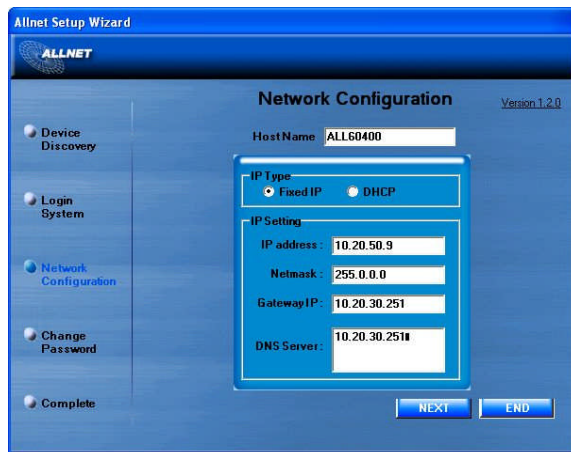 Allnet Setup Wizard
ALLNET
Network Configuration
Version 1.2.0
HostName ALL60400
Device
Discovery
Login
System
Network
Configuration
Change
Password
Complete
IP Type
Fixed IP DHCP
IP Setting
IP address : 10.20.50.9
Netmask : 255.0.0.0
Gateway IP : 10.20.30.251
DNS Server : 10.20.30.251
NEXT END